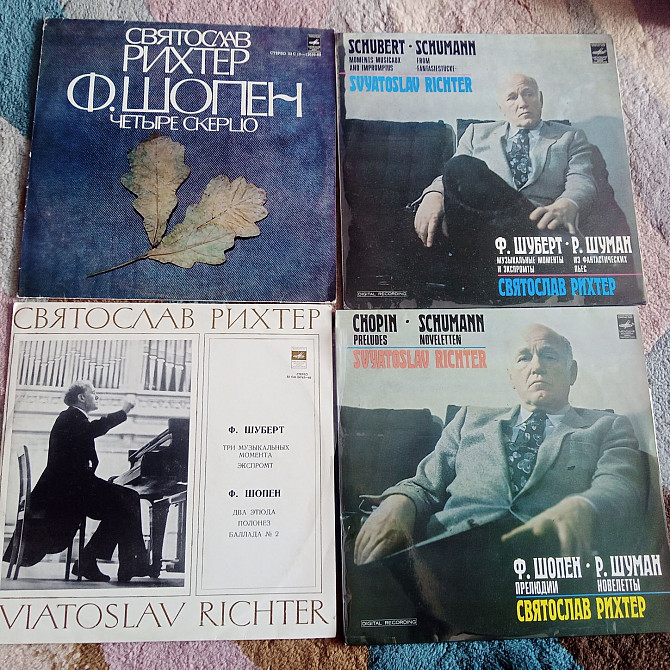 СВЯТОСЛАВ
РИХТЕР
Ф. ШОПЕН
ЧЕТЫРЕ СКЕРЦО
SCHUBERT · SCHUMANN
MOMENTS MUSICAUX
AND IMPROMPTUS
FROM
FANTASIESTÜCKE
SVYATOSLAV RICHTER
Ф. ШУБЕРТ · Р. ШУМАН
МУЗЫКАЛЬНЫЕ МОМЕНТЫ
И ЭКСПРОМТЫ
ИЗ ФАНТАСТИЧЕСКИХ
ПЬЕС
СВЯТОСЛАВ РИХТЕР
DIGITAL RECORDING
СВЯТОСЛАВ РИХТЕР
СТЕРЕО
Ф. ШУБЕРТ
ТРИ МУЗЫКАЛЬНЫХ
МОМЕНТА
ЭКСПРОМТ
Ф. ШОПЕН
ДВА ЭТЮДА
ПОЛОНЕЗ
БАЛЛАДА № 2
VIATOSLAV RICHTER
CHOPIN · SCHUMANN
PRELUDES
NOVELETTEN
SVYATOSLAV RICHTER
Ф. ШОПЕН · Р. ШУМАН
ПРЕЛЮДИИ
НОВЕЛЕТТЫ
СВЯТОСЛАВ РИХТЕР
DIGITAL RECORDING